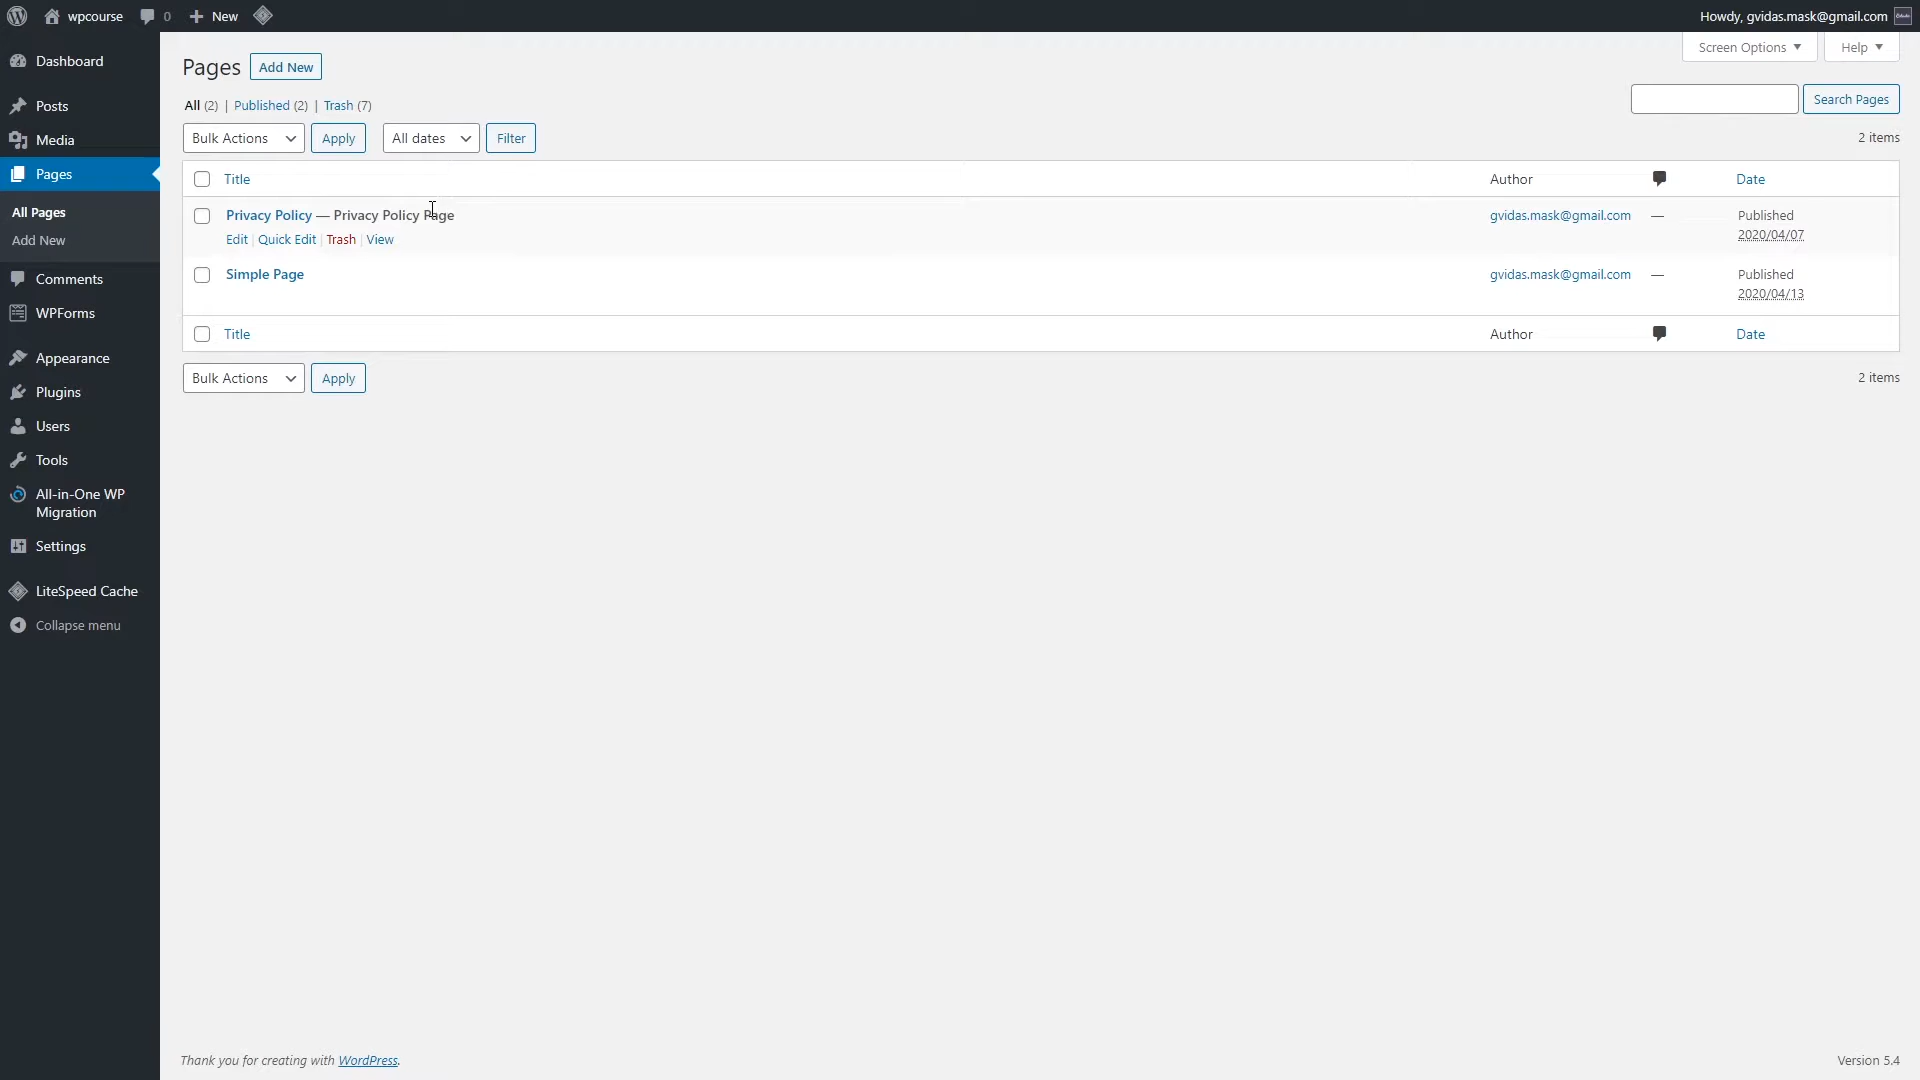 wpcourse 0 New Howdy, gvidas.mask@gmail.com
Screen Options Help
Dashboard
Posts
Media
Pages
All Pages
Add New
Comments
WPForms
Appearance
Plugins
Users
Tools
All-in-One WP
Migration
Settings
LiteSpeed Cache
Collapse menu
Pages Add New
All (2) | Published (2) | Trash (7)
Search Pages
Bulk Actions Apply All dates Filter 2 items
Title Author Date
Privacy Policy — Privacy Policy Page gvidas.mask@gmail.com — Published
2020/04/07
Edit | Quick Edit | Trash | View
Simple Page gvidas.mask@gmail.com — Published
2020/04/13
Title Author Date
Bulk Actions Apply 2 items
Thank you for creating with WordPress. Version 5.4